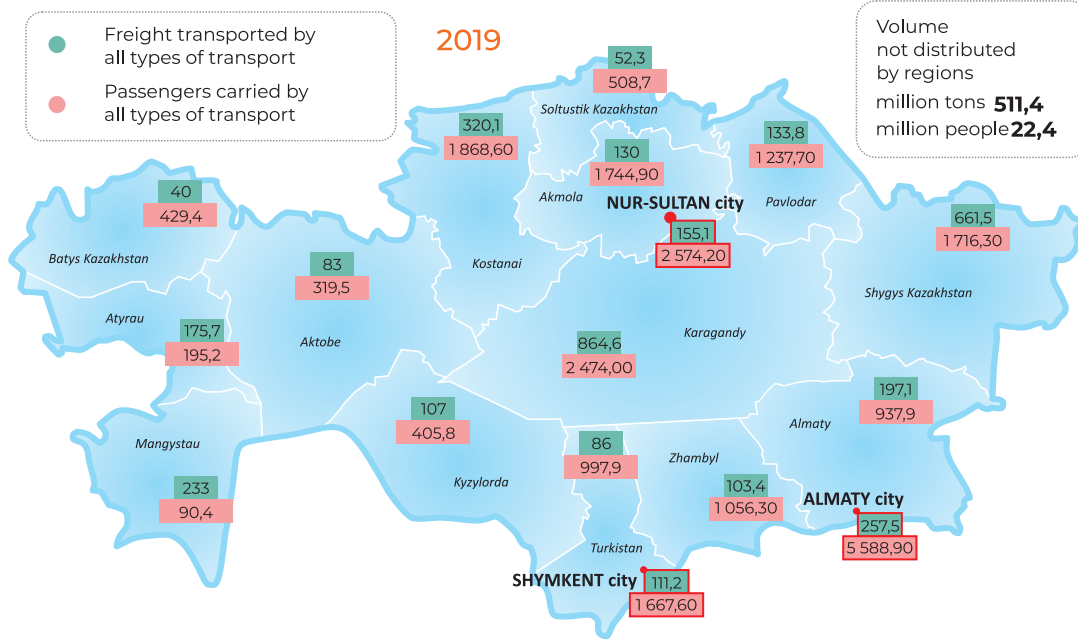 Freight transported by
all types of transport
Passengers carried by
all types of transport
2019
Volume
not distributed
by regions
million tons 511,4
million people 22,4
52,3
508,7
Soltustik Kazakhstan
320,1
1 868,60
Kostanai
130
1 744,90
Akmola
NUR-SULTAN city
155,1
2 574,20
133,8
1 237,70
Pavlodar
40
429,4
Batys Kazakhstan
661,5
1 716,30
Shygys Kazakhstan
83
319,5
Aktobe
Atyrau
175,7
195,2
Karagandy
864,6
2 474,00
197,1
937,9
Almaty
107
405,8
Kyzylorda
Mangystau
233
90,4
86
997,9
Turkistan
Zhambyl
103,4
1 056,30
ALMATY city
257,5
5 588,90
SHYMKENT city
111,2
1 667,60